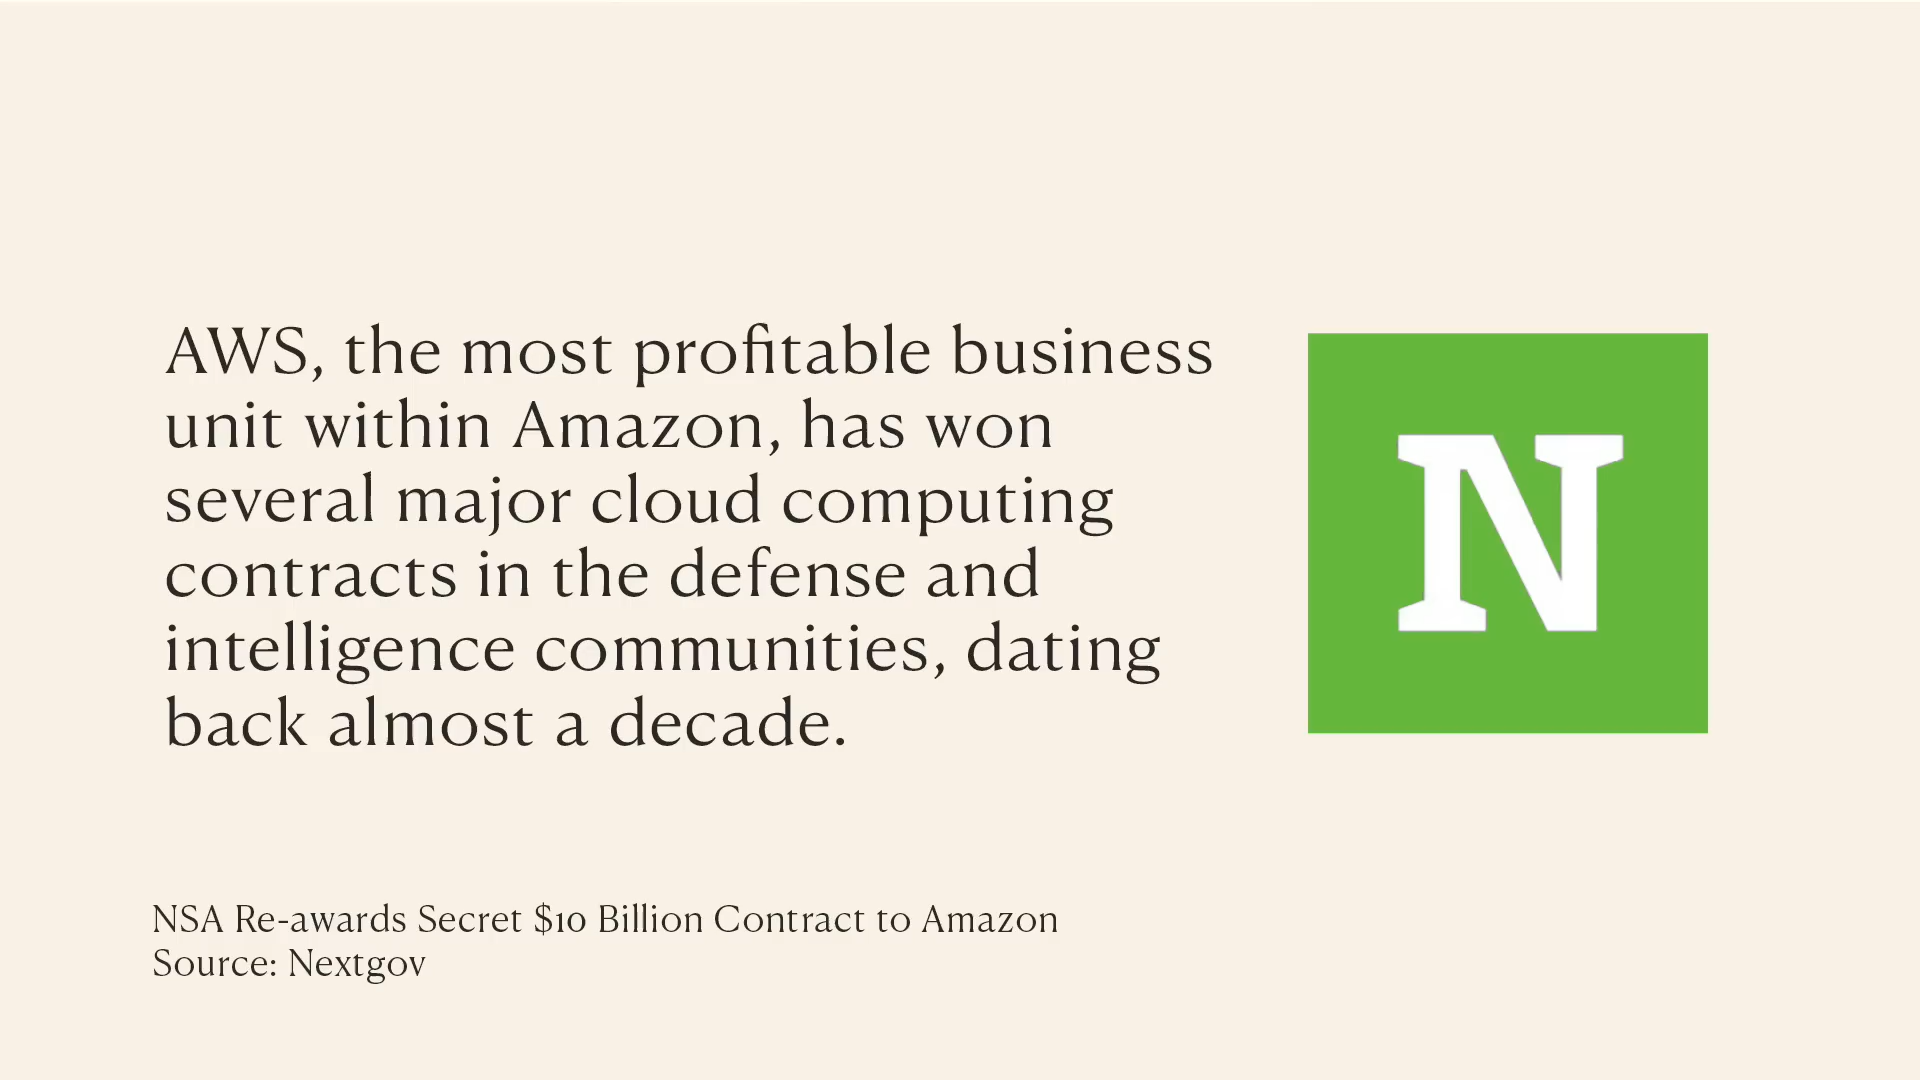 AWS, the most profitable business
unit within Amazon, has won
several major cloud computing
contracts in the defense and
intelligence communities, dating
back almost a decade.
N
NSA Re-awards Secret $10 Billion Contract to Amazon
Source: Nextgov